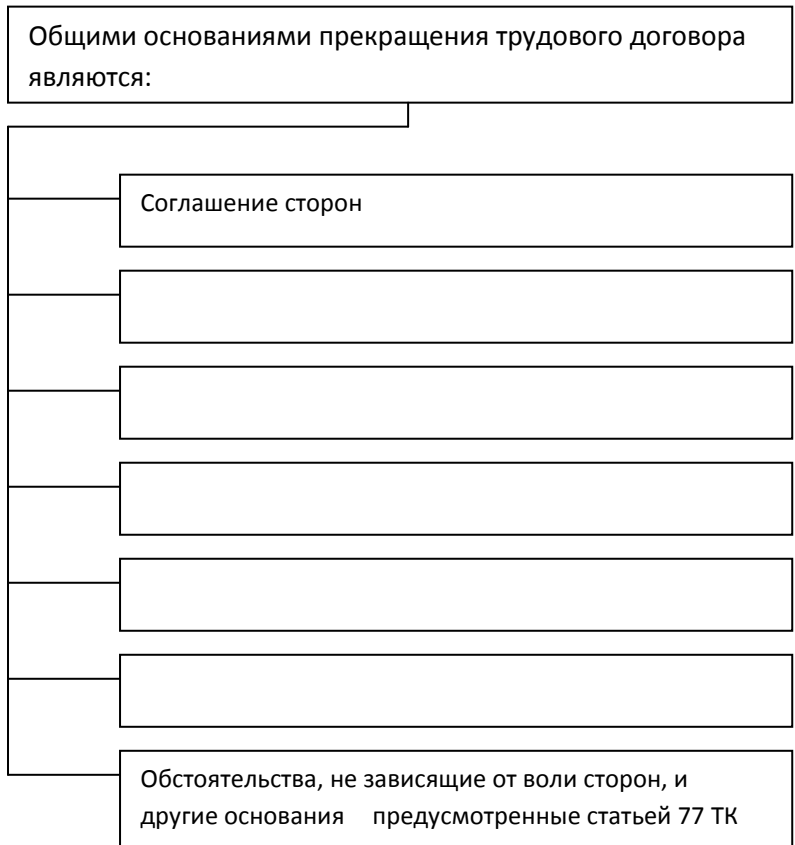 Общими основаниями прекращения трудового договора
являются:
Соглашение сторон
Обстоятельства, не зависящие от воли сторон, и
другие основания предусмотренные статьей 77 ТК